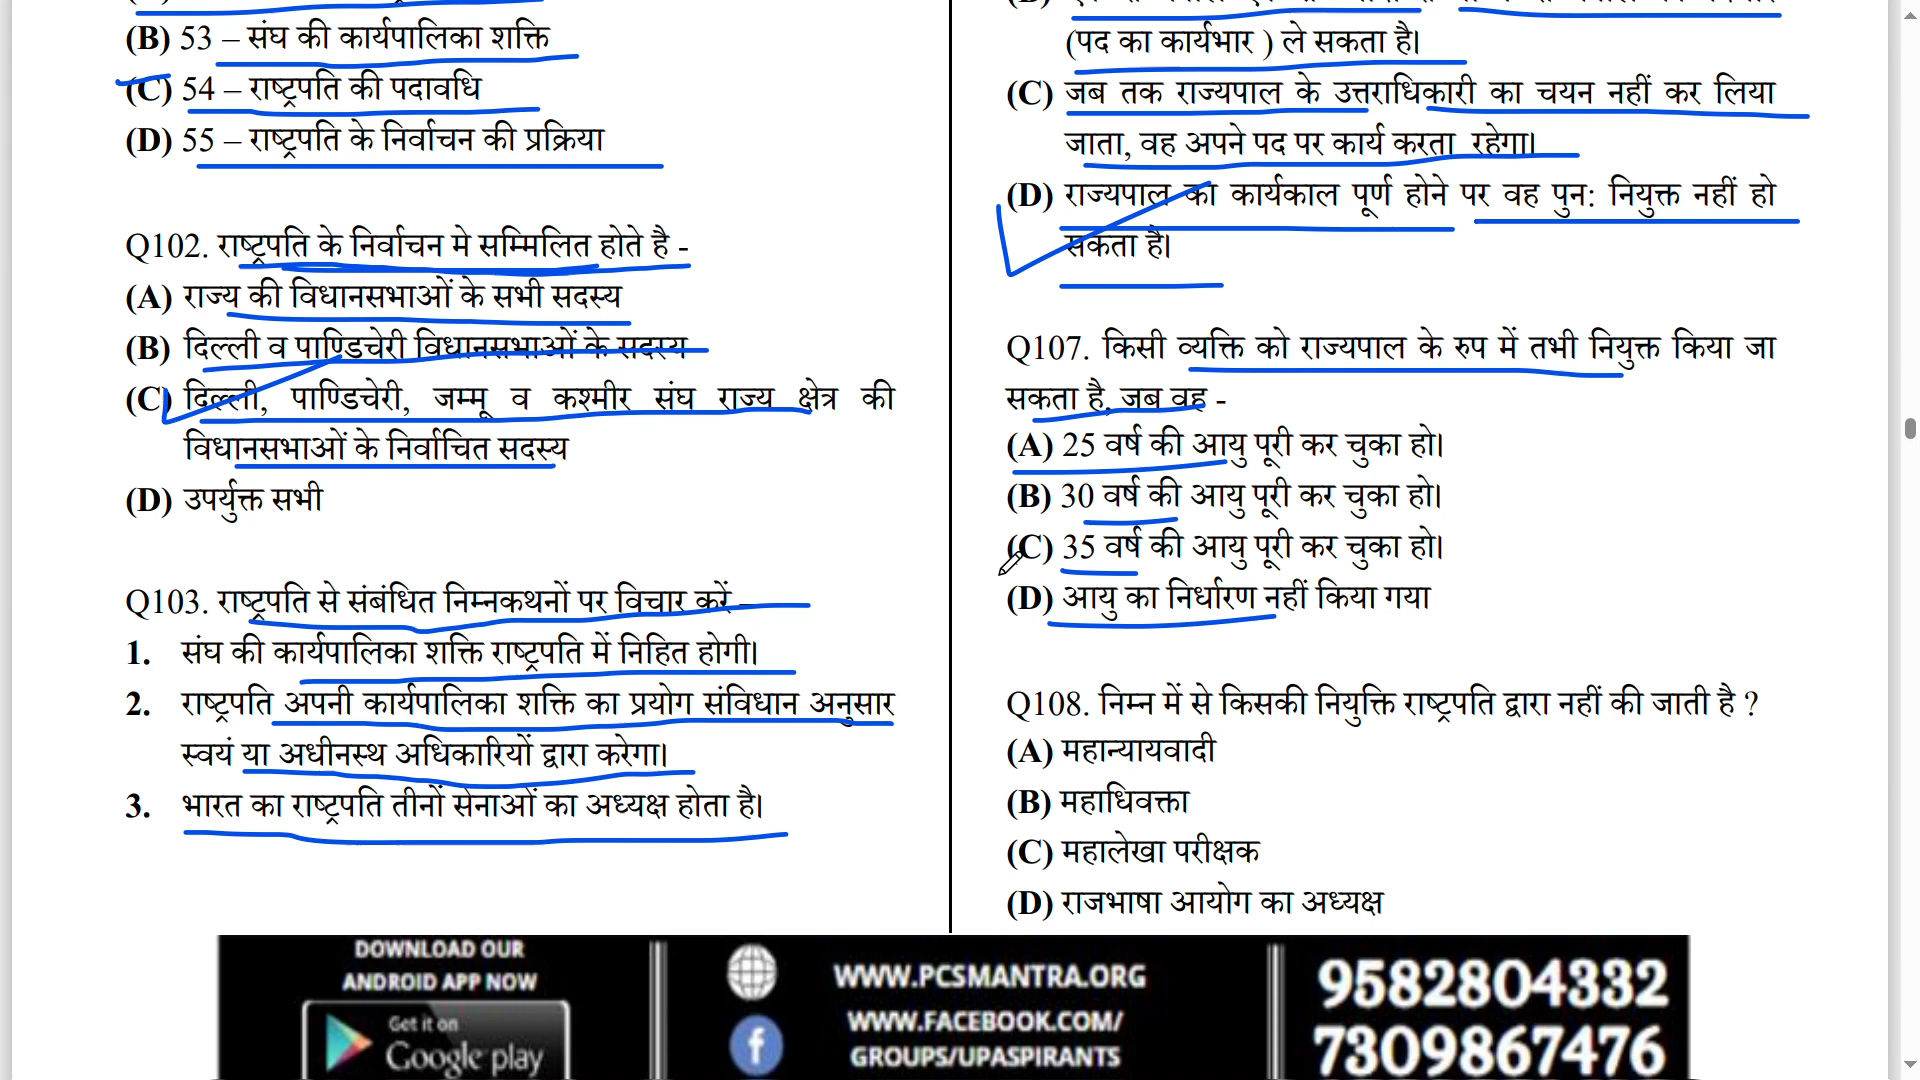 (B) 53 – संघ की कार्यपालिका शक्ति
(C) 54 – राष्ट्रपति की पदावधि
(D) 55 – राष्ट्रपति के निर्वाचन की प्रक्रिया
Q102. राष्ट्रपति के निर्वाचन मे सम्मिलित होते है -
(A) राज्य की विधानसभाओं के सभी सदस्य
(B) दिल्ली व पाण्डिचेरी विधानसभाओं के सदस्य
(C) दिल्ली, पाण्डिचेरी, जम्मू व कश्मीर संघ राज्य क्षेत्र की
विधानसभाओं के निर्वाचित सदस्य
(D) उपर्युक्त सभी
Q103. राष्ट्रपति से संबंधित निम्नकथनों पर विचार करें –
1. संघ की कार्यपालिका शक्ति राष्ट्रपति में निहित होगी।
2. राष्ट्रपति अपनी कार्यपालिका शक्ति का प्रयोग संविधान अनुसार
स्वयं या अधीनस्थ अधिकारियों द्वारा करेगा।
3. भारत का राष्ट्रपति तीनों सेनाओं का अध्यक्ष होता है।
(पद का कार्यभार ) ले सकता है।
(C) जब तक राज्यपाल के उत्तराधिकारी का चयन नहीं कर लिया
जाता, वह अपने पद पर कार्य करता रहेगा।
(D) राज्यपाल का कार्यकाल पूर्ण होने पर वह पुन: नियुक्त नहीं हो
सकता है।
Q107. किसी व्यक्ति को राज्यपाल के रुप में तभी नियुक्त किया जा
सकता है, जब वह -
(A) 25 वर्ष की आयु पूरी कर चुका हो।
(B) 30 वर्ष की आयु पूरी कर चुका हो।
(C) 35 वर्ष की आयु पूरी कर चुका हो।
(D) आयु का निर्धारण नहीं किया गया
Q108. निम्न में से किसकी नियुक्ति राष्ट्रपति द्वारा नहीं की जाती है ?
(A) महान्यायवादी
(B) महाधिवक्ता
(C) महालेखा परीक्षक
(D) राजभाषा आयोग का अध्यक्ष
DOWNLOAD OUR
ANDROID APP NOW
Get it on
Google play
WWW.PCSMANTRA.ORG
WWW.FACEBOOK.COM/
GROUPS/UPASPIRANTS
9582804332
7309867476